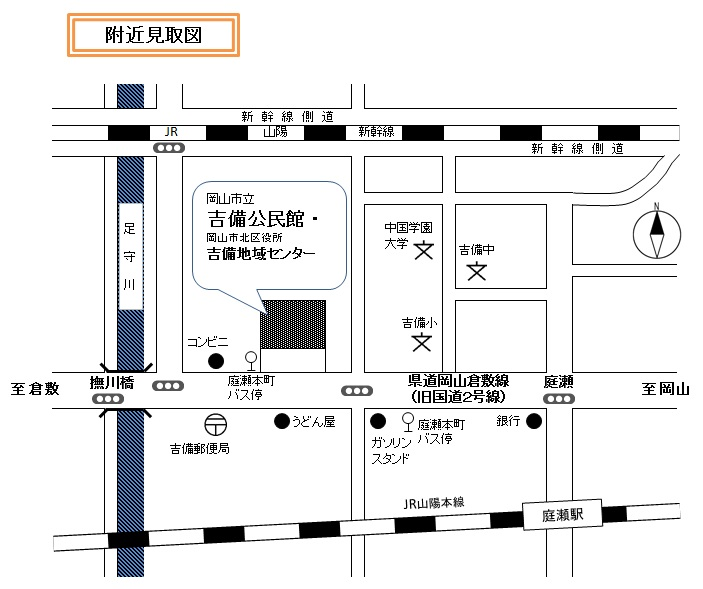 附近見取図
新幹線側道
JR 山陽 新幹線
新幹線側道
岡山市立
吉備公民館・
岡山市北区役所
吉備地域センター
中国学園
大学
吉備中
N
足守川
吉備小
コンビニ
庭瀬本町
バス停
至倉敷
撫川橋
県道岡山倉敷線
(旧国道2号線)
庭瀬
至岡山
吉備郵便局
うどん屋
ガソリン
スタンド
庭瀬本町
バス停
銀行
JR山陽本線
庭瀬駅